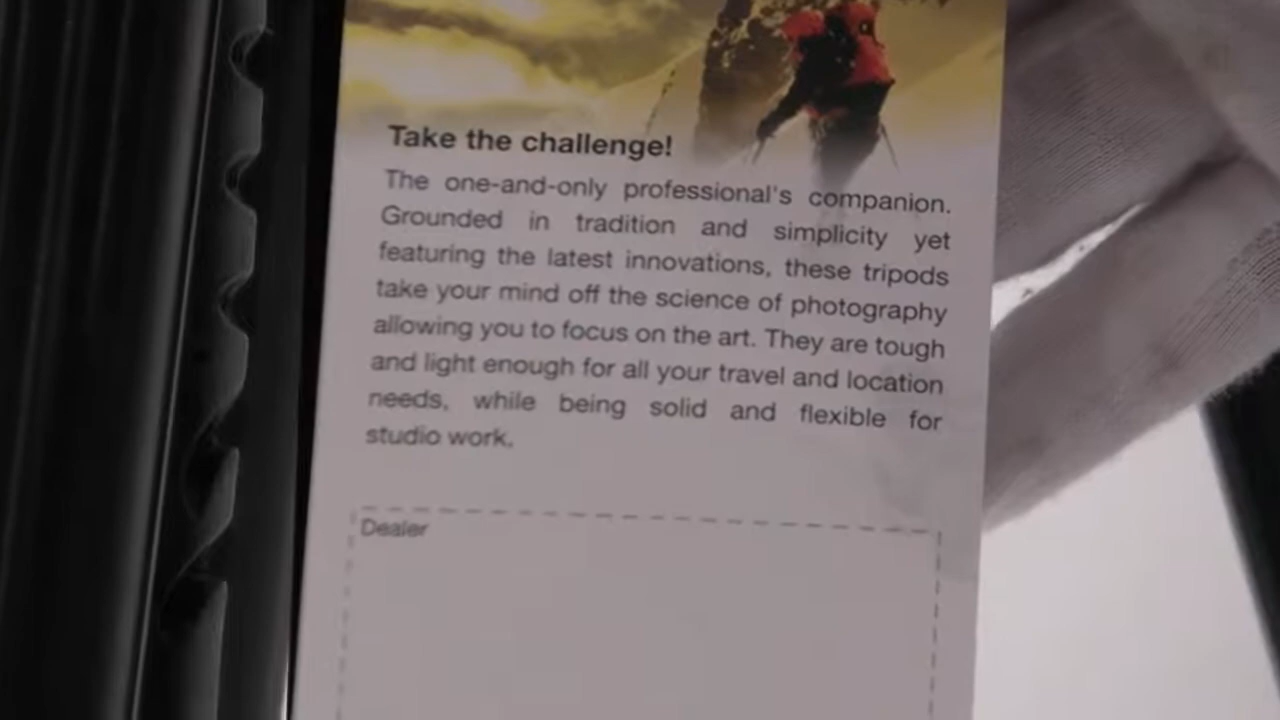 Take the challenge!
The one-and-only professional's companion.
Grounded in tradition and simplicity yet
featuring the latest innovations, these tripods
take your mind off the science of photography
allowing you to focus on the art. They are tough
and light enough for all your travel and location
needs, while being solid and flexible for
studio work.
Dealer